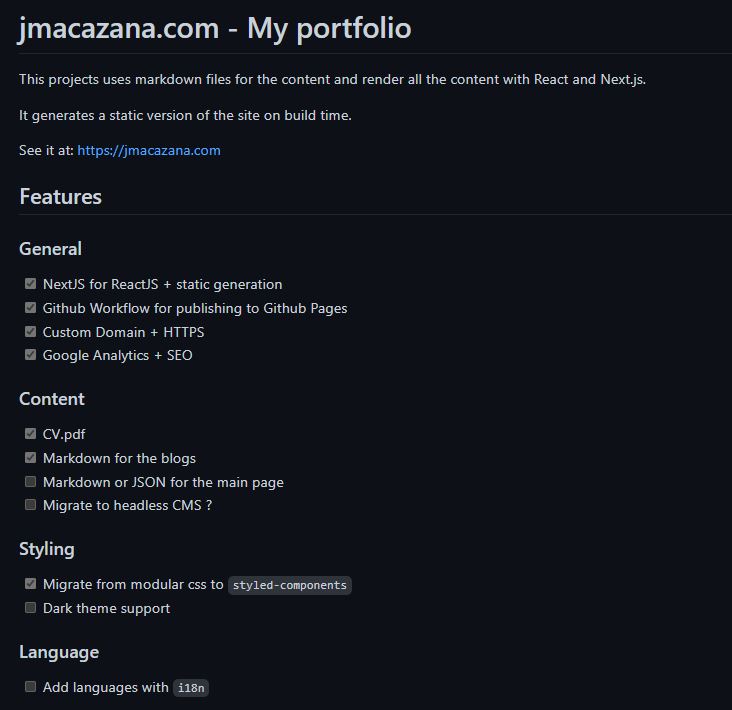 jmacazana.com - My portfolio
This projects uses markdown files for the content and render all the content with React and Next.js.
It generates a static version of the site on build time.
See it at: https://jmacazana.com
Features
General
NextJS for ReactJS + static generation
Github Workflow for publishing to Github Pages
Custom Domain + HTTPS
Google Analytics + SEO
Content
CV.pdf
Markdown for the blogs
Markdown or JSON for the main page
Migrate to headless CMS ?
Styling
Migrate from modular css to styled-components
Dark theme support
Language
Add languages with i18n